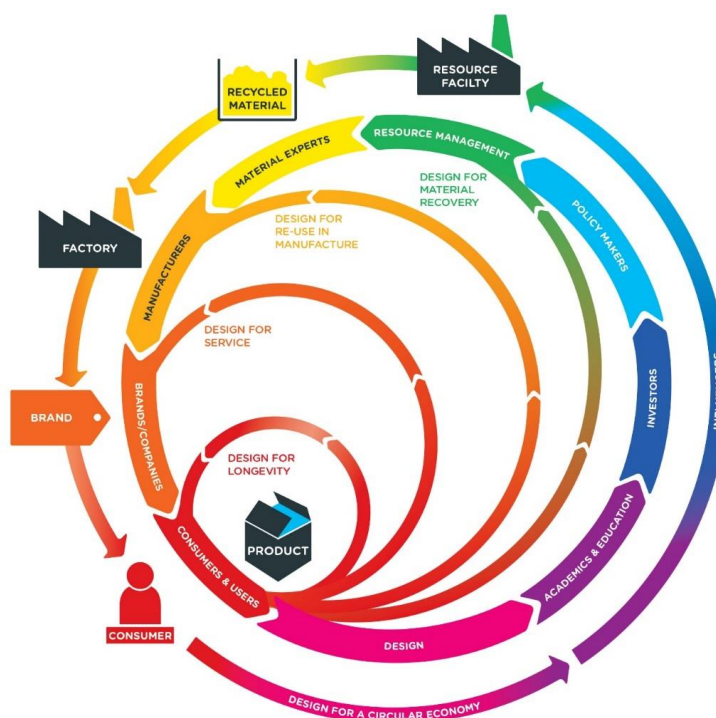 RESOURCE
FACILTY
RECYCLED
MATERIAL
RESOURCE MANAGEMENT
MATERIAL EXPERTS
DESIGN FOR
MATERIAL
RECOVERY
POLICY MAKERS
DESIGN FOR
RE-USE IN
MANUFACTURE
FACTORY
MANUFACTURERS
DESIGN FOR
SERVICE
INVESTORS
BRAND
BRANDS/COMPANIES
DESIGN FOR
LONGEVITY
PRODUCT
CONSUMERS & USERS
ACADEMICS & EDUCATION
CONSUMER
DESIGN
DESIGN FOR A CIRCULAR ECONOMY